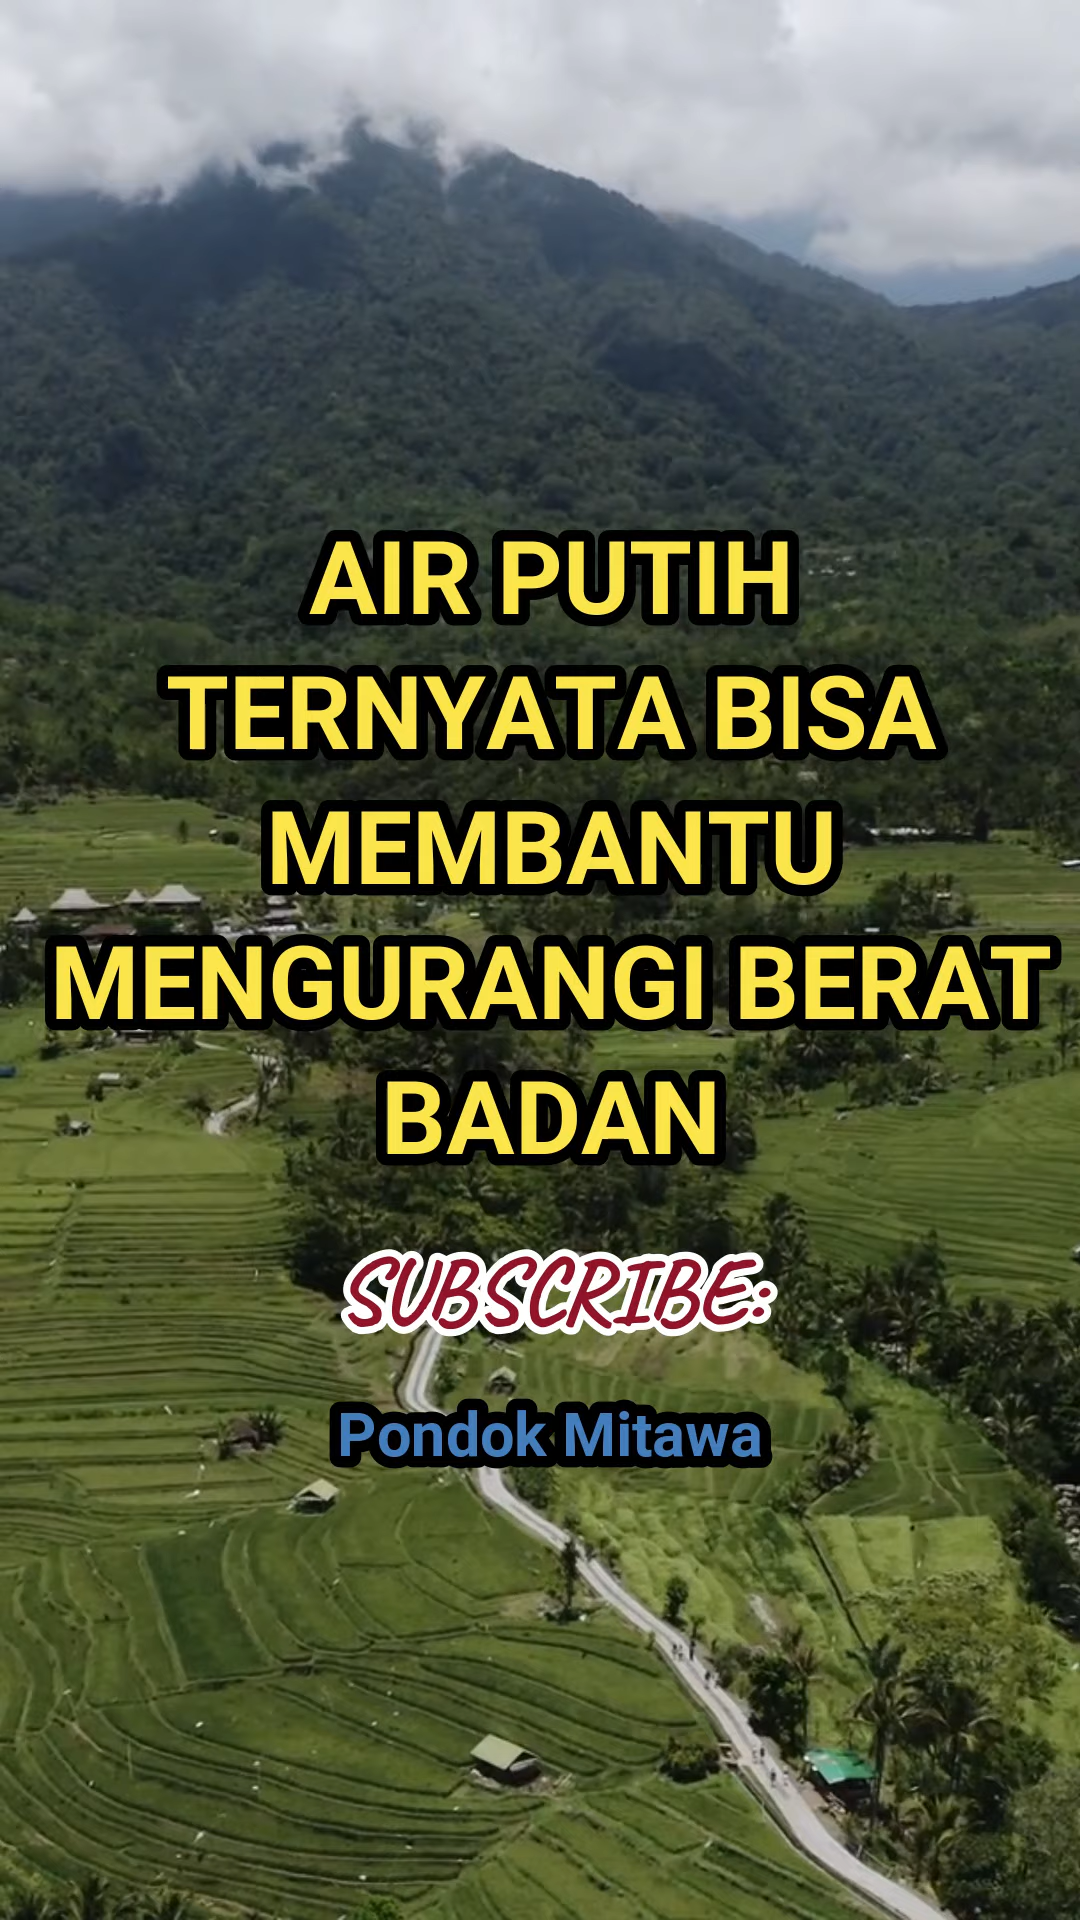 AIR PUTIH
TERNYATA BISA
MEMBANTU
MENGURANGI BERAT
BADAN
SUBSCRIBE:
Pondok Mitawa